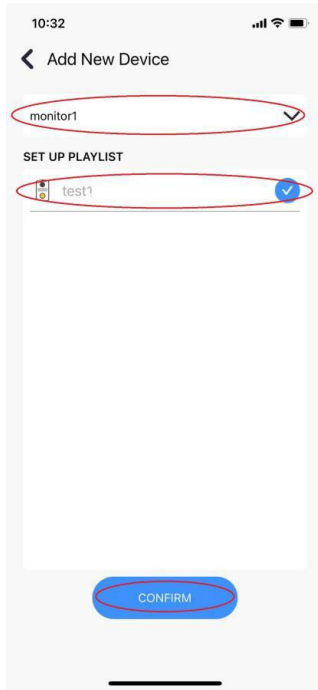 10:32
Add New Device
monitor1
SET UP PLAYLIST
test1
CONFIRM